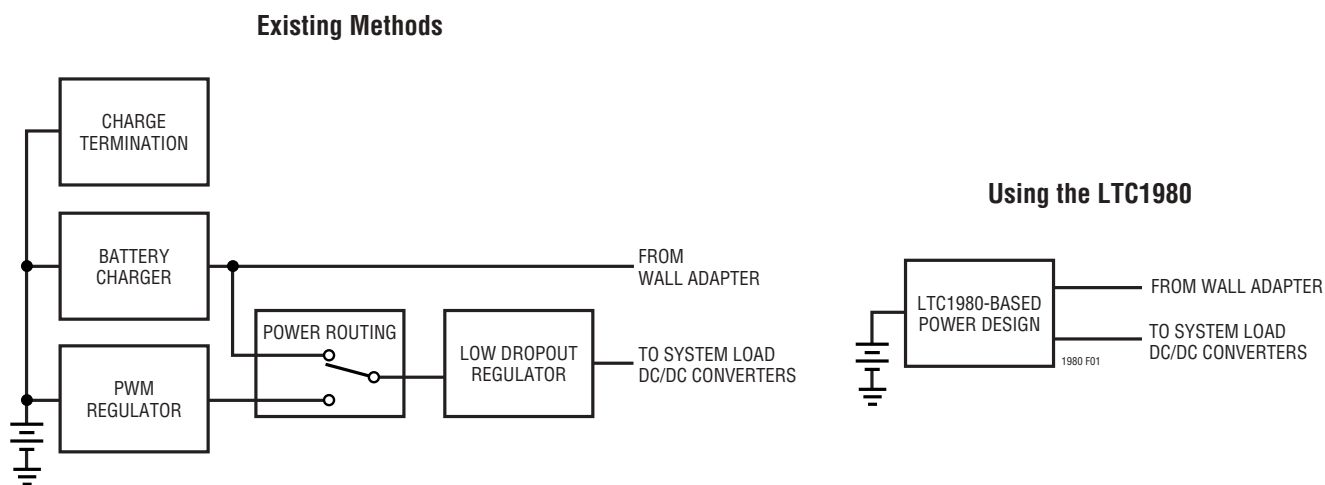 Existing Methods
CHARGE
TERMINATION
BATTERY
CHARGER
FROM
WALL ADAPTER
POWER ROUTING
LOW DROPOUT
REGULATOR
TO SYSTEM LOAD
DC/DC CONVERTERS
PWM
REGULATOR
Using the LTC1980
LTC1980-BASED
POWER DESIGN
FROM WALL ADAPTER
TO SYSTEM LOAD
DC/DC CONVERTERS
1980 F01